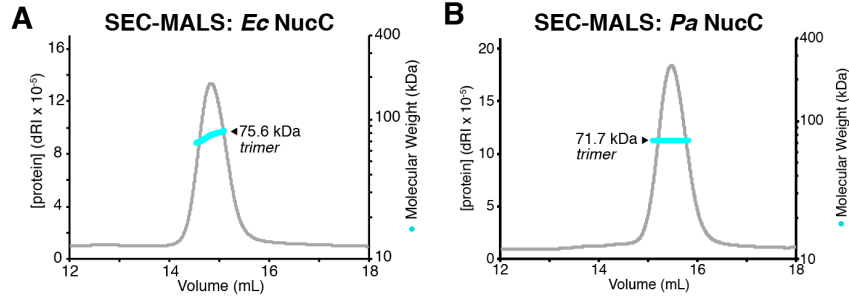 A
SEC-MALS: Ec NucC
[protein] (dRI x 10⁻⁵)
16
12
8
4
0
12
14
16
18
Volume (mL)
400
100
10
Molecular Weight (kDa)
75.6 kDa
trimer
B
SEC-MALS: Pa NucC
[protein] (dRI x 10⁻⁵)
20
15
10
5
0
12
14
16
18
Volume (mL)
400
100
10
Molecular Weight (kDa)
71.7 kDa
trimer